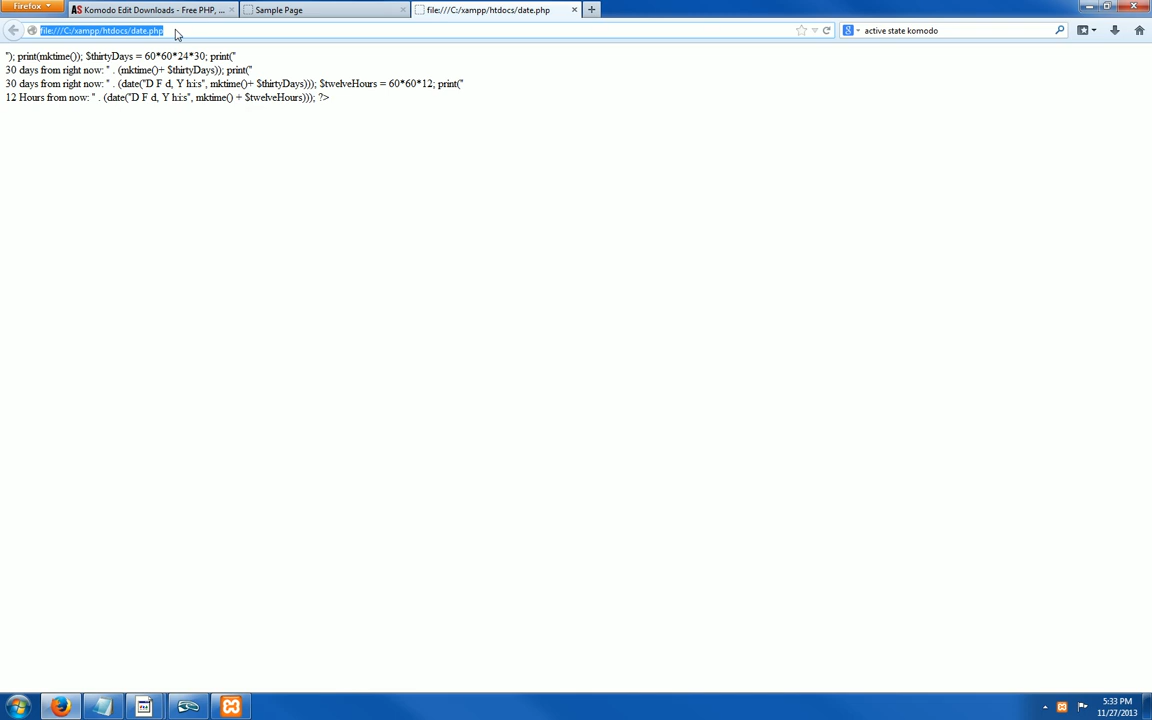 Firefox
AS Komodo Edit Downloads - Free PHP, ...
Sample Page
file:///C:/xampp/htdocs/date.php
file:///C:/xampp/htdocs/date.php
active state komodo
"); print(mktime()); $thirtyDays = 60*60*24*30; print("
30 days from right now: " . (mktime()+ $thirtyDays)); print("
30 days from right now: " . (date("D F d, Y hi:s", mktime()+ $thirtyDays))); $twelveHours = 60*60*12; print("
12 Hours from now: " . (date("D F d, Y hi:s", mktime() + $twelveHours))); ?>
5:33 PM
11/27/2013